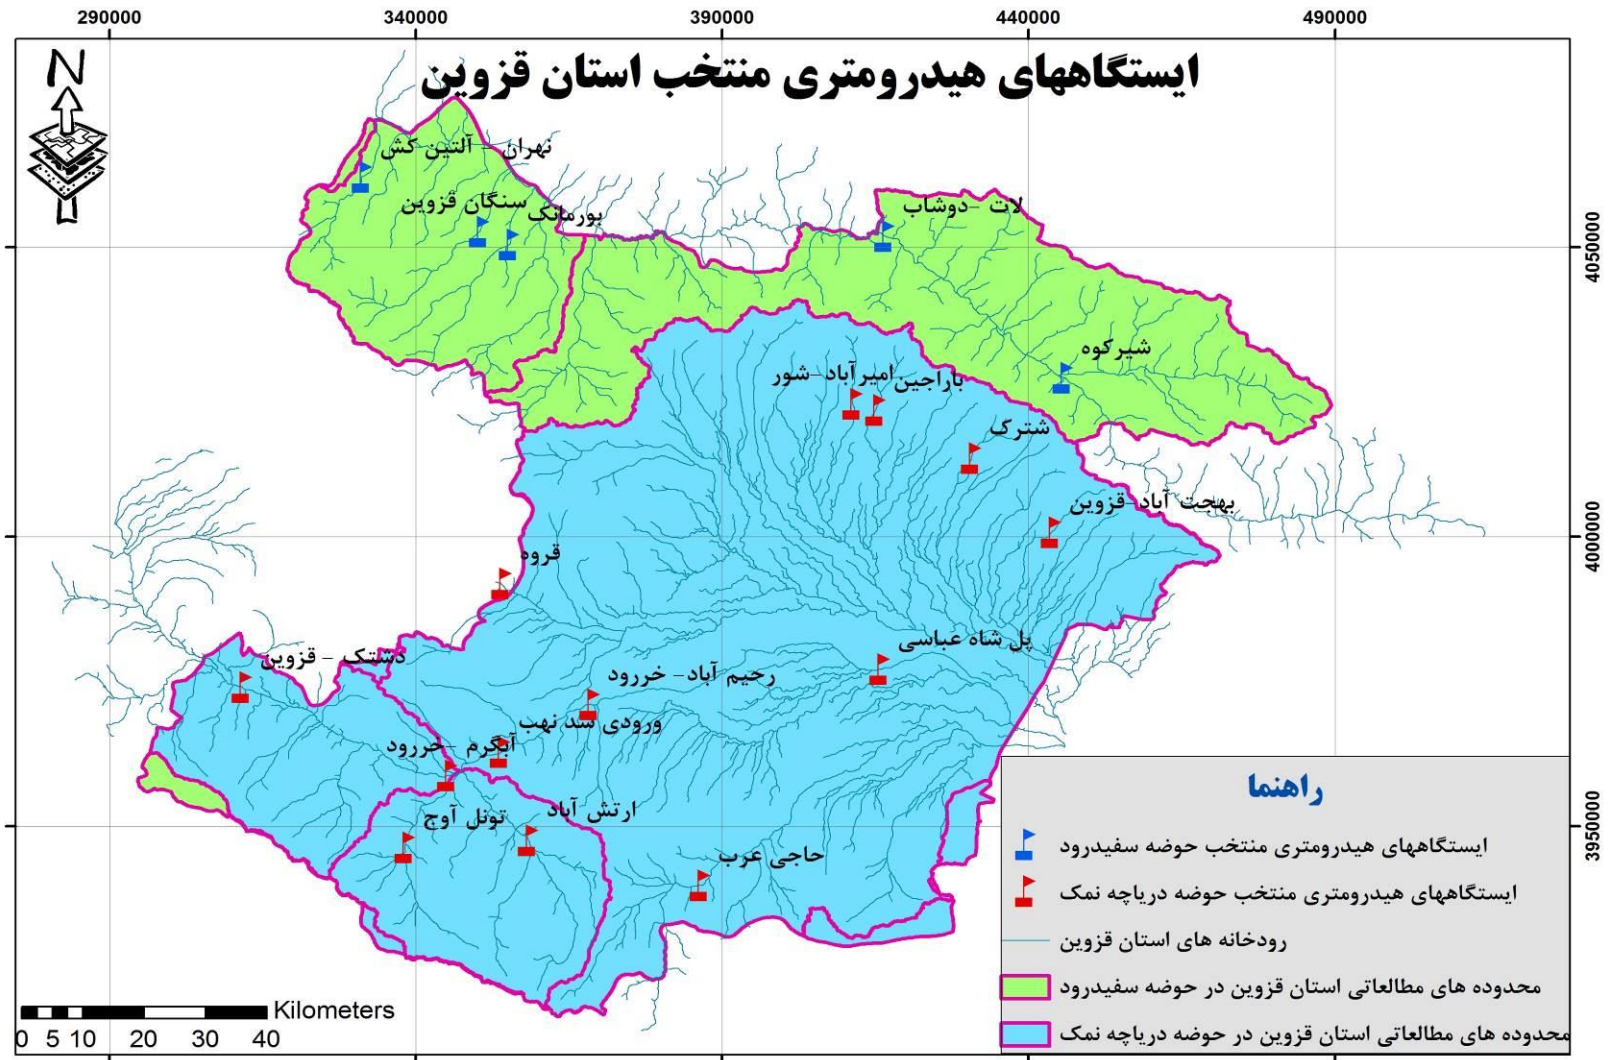 290000 340000 390000 440000 490000
ایستگاههای هیدرومتری منتخب استان قزوین
N
نهران - آلتین کش
سنگان قزوین
بورمانک
لات -دوشاب
4050000
شیرکوه
امیرآباد-شور
باراجین
شترک
بهجت آباد-قزوین
4000000
قروه
پل شاه عباسی
دشتک - قزوین
رحیم آباد- خررود
ورودی سد نهب
آبگرم -خررود
ارتش آباد
تونل آوج
حاجی عرب
3950000
راهنما
ایستگاههای هیدرومتری منتخب حوضه سفیدرود
ایستگاههای هیدرومتری منتخب حوضه دریاچه نمک
رودخانه های استان قزوین
محدوده های مطالعاتی استان قزوین در حوضه سفیدرود
محدوده های مطالعاتی استان قزوین در حوضه دریاچه نمک
Kilometers
0 5 10 20 30 40